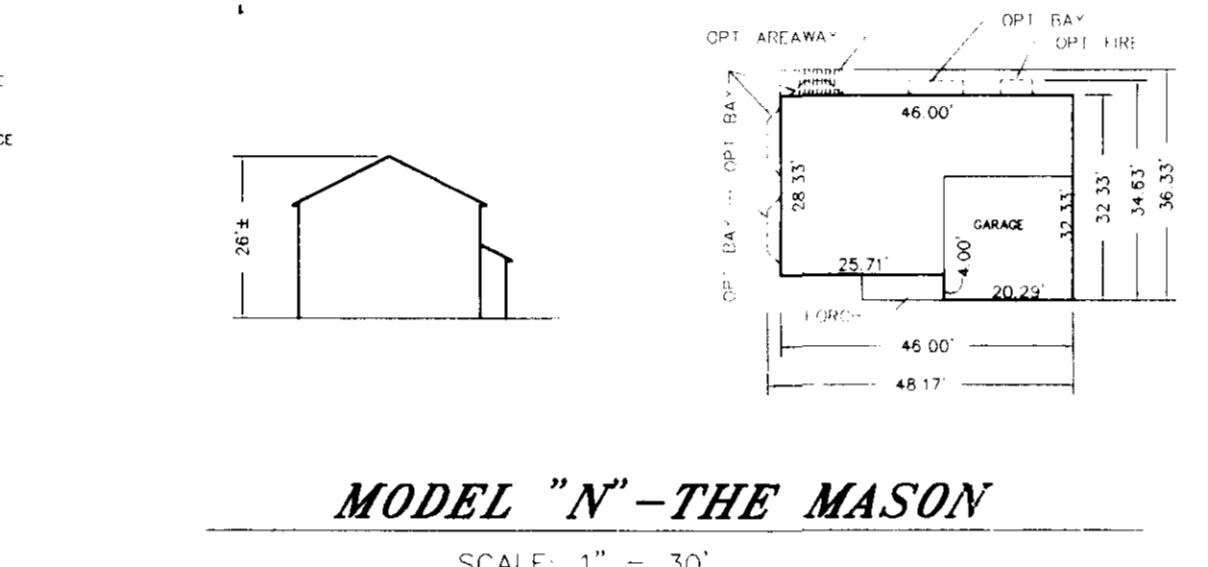 CE
26'±
OPT AREAWAY
OPT BAY
OPT FIRE
OPT BAY
OPT BAY
46.00'
28.33'
GARAGE
32.33'
32.33'
34.63'
36.33'
25.71'
4.00'
20.29'
PORCH
46.00'
48.17'
MODEL "N"-THE MASON
SCALE: 1" = 30'